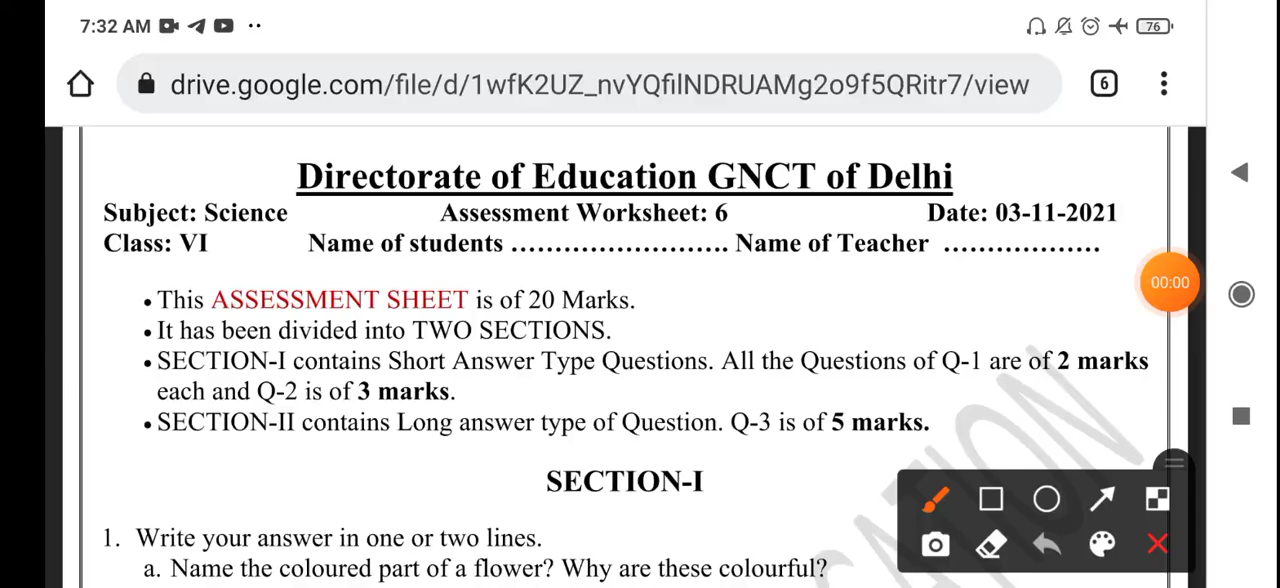 7:32 AM
76
drive.google.com/file/d/1wfK2UZ_nvYQfilNDRUAMg2o9f5QRitr7/view
6
Directorate of Education GNCT of Delhi
Subject: Science Assessment Worksheet: 6 Date: 03-11-2021
Class: VI Name of students ………………………. Name of Teacher ………………
00:00
• This ASSESSMENT SHEET is of 20 Marks.
• It has been divided into TWO SECTIONS.
• SECTION-I contains Short Answer Type Questions. All the Questions of Q-1 are of 2 marks
each and Q-2 is of 3 marks.
• SECTION-II contains Long answer type of Question. Q-3 is of 5 marks.
SECTION-I
1. Write your answer in one or two lines.
a. Name the coloured part of a flower? Why are these colourful?